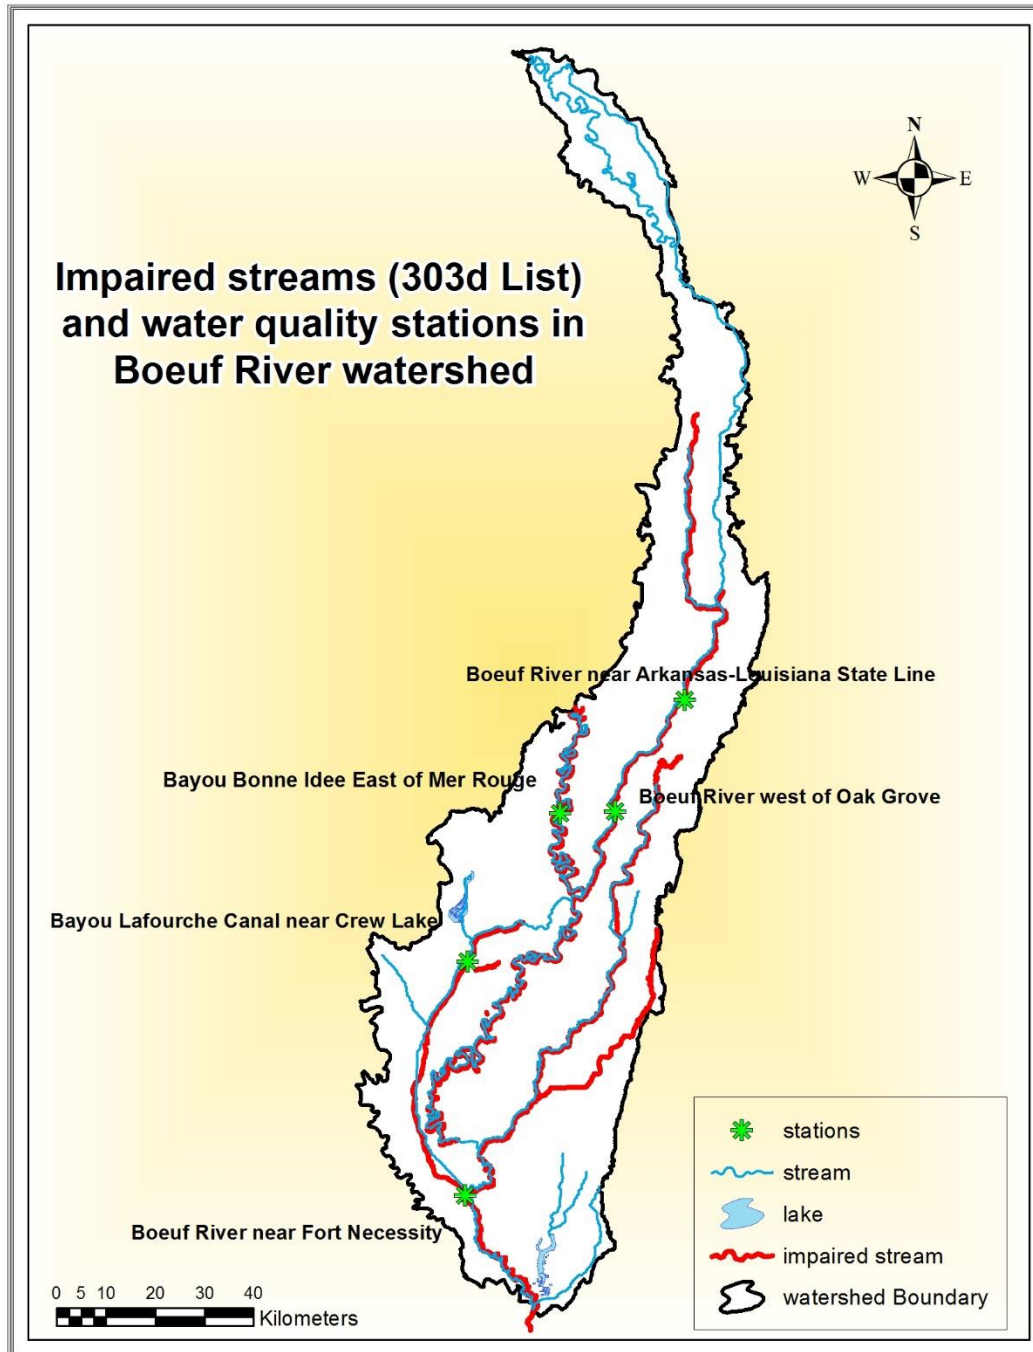 N
W E
S
Impaired streams (303d List)
and water quality stations in
Boeuf River watershed
Boeuf River near Arkansas-Louisiana State Line
Bayou Bonne Idee East of Mer Rouge
Boeuf River west of Oak Grove
Bayou Lafourche Canal near Crew Lake
Boeuf River near Fort Necessity
stations
stream
lake
impaired stream
watershed Boundary
0 5 10 20 30 40
Kilometers